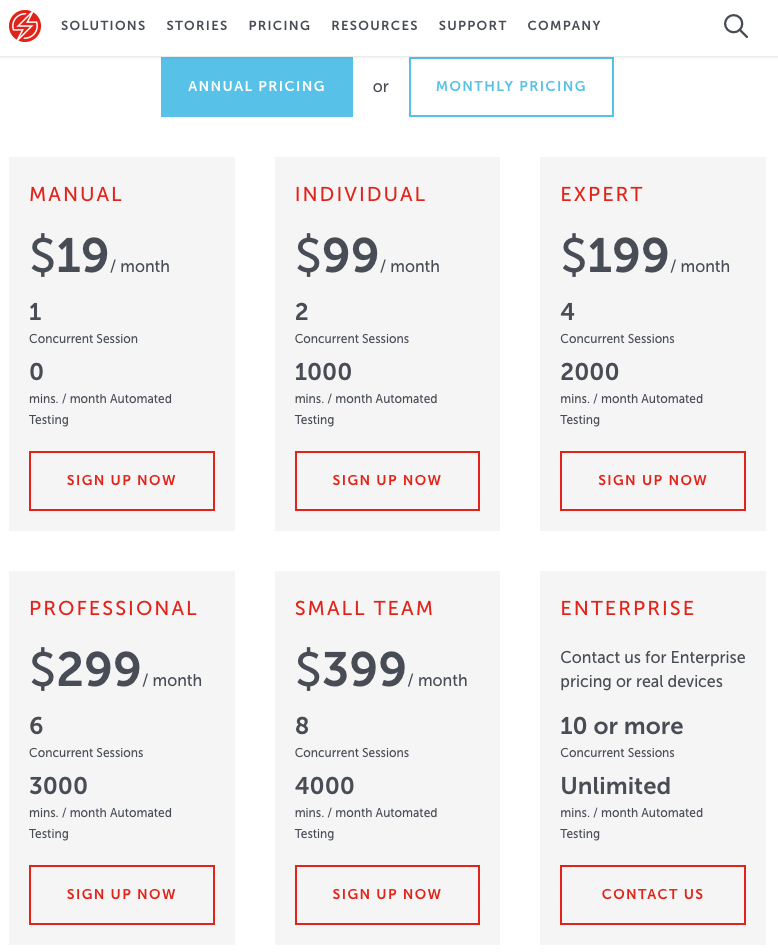 SOLUTIONS STORIES PRICING RESOURCES SUPPORT COMPANY
ANNUAL PRICING or MONTHLY PRICING
MANUAL
$19/ month
1
Concurrent Session
0
mins. / month Automated
Testing
SIGN UP NOW
INDIVIDUAL
$99/ month
2
Concurrent Sessions
1000
mins. / month Automated
Testing
SIGN UP NOW
EXPERT
$199/ month
4
Concurrent Sessions
2000
mins. / month Automated
Testing
SIGN UP NOW
PROFESSIONAL
$299/ month
6
Concurrent Sessions
3000
mins. / month Automated
Testing
SIGN UP NOW
SMALL TEAM
$399/ month
8
Concurrent Sessions
4000
mins. / month Automated
Testing
SIGN UP NOW
ENTERPRISE
Contact us for Enterprise
pricing or real devices
10 or more
Concurrent Sessions
Unlimited
mins. / month Automated
Testing
CONTACT US